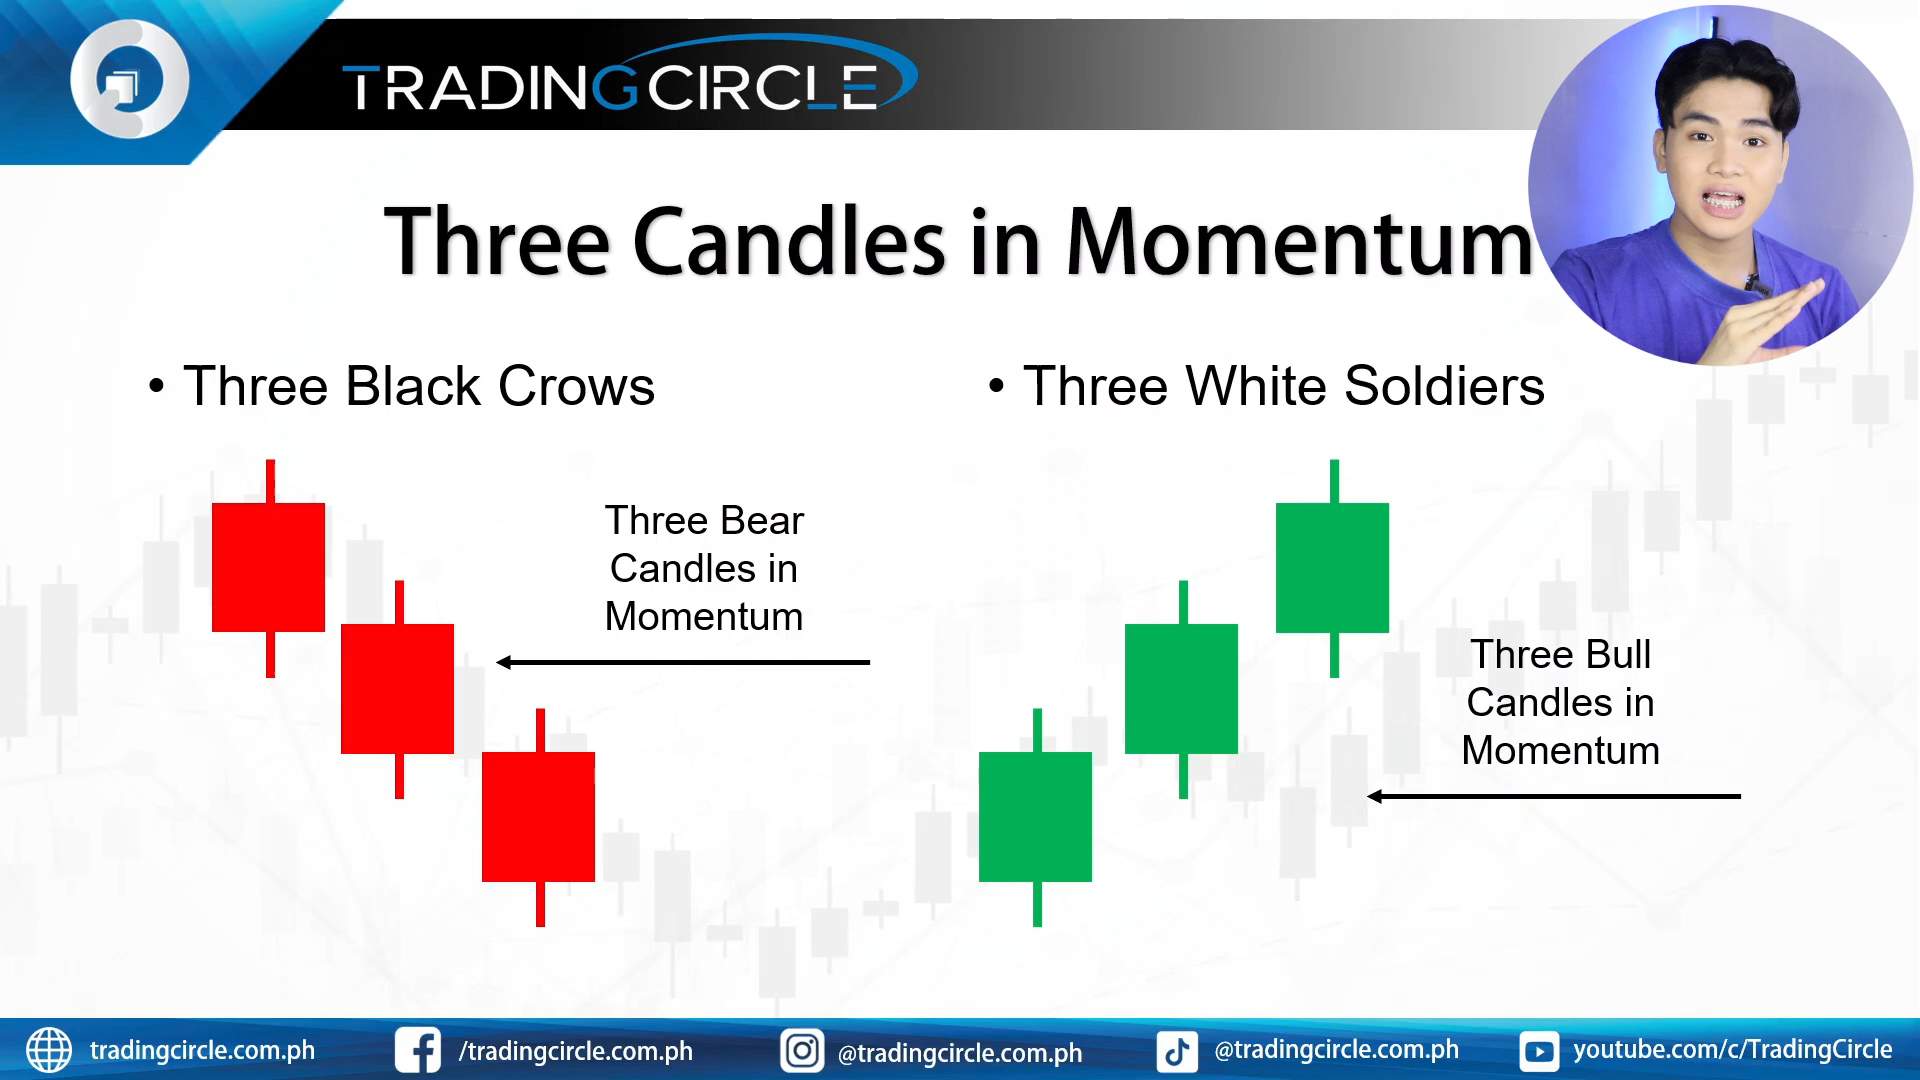 TRADINGCIRCLE
Three Candles in Momentum
• Three Black Crows
Three Bear
Candles in
Momentum
• Three White Soldiers
Three Bull
Candles in
Momentum
tradingcircle.com.ph
/tradingcircle.com.ph
@tradingcircle.com.ph
@tradingcircle.com.ph
youtube.com/c/TradingCircle